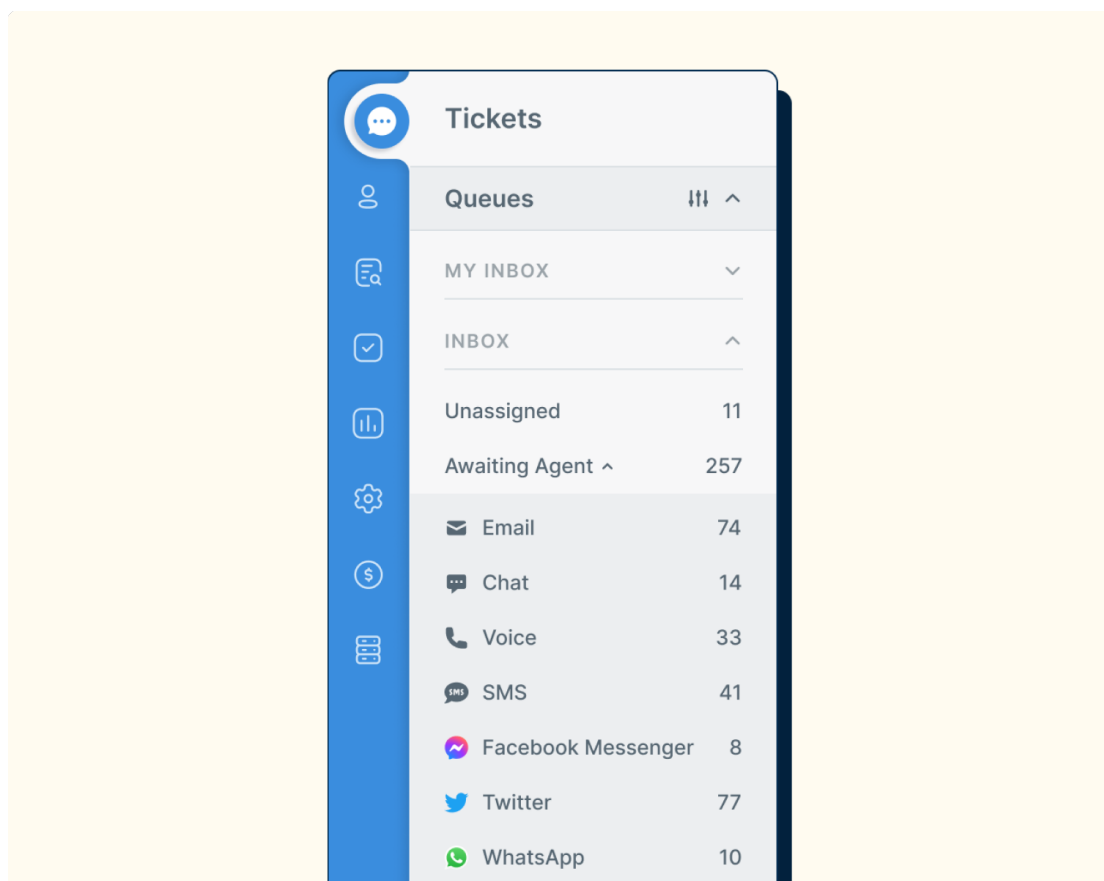 Tickets
Queues
MY INBOX
INBOX
Unassigned 11
Awaiting Agent 257
Email 74
Chat 14
Voice 33
SMS SMS 41
Facebook Messenger 8
Twitter 77
WhatsApp 10